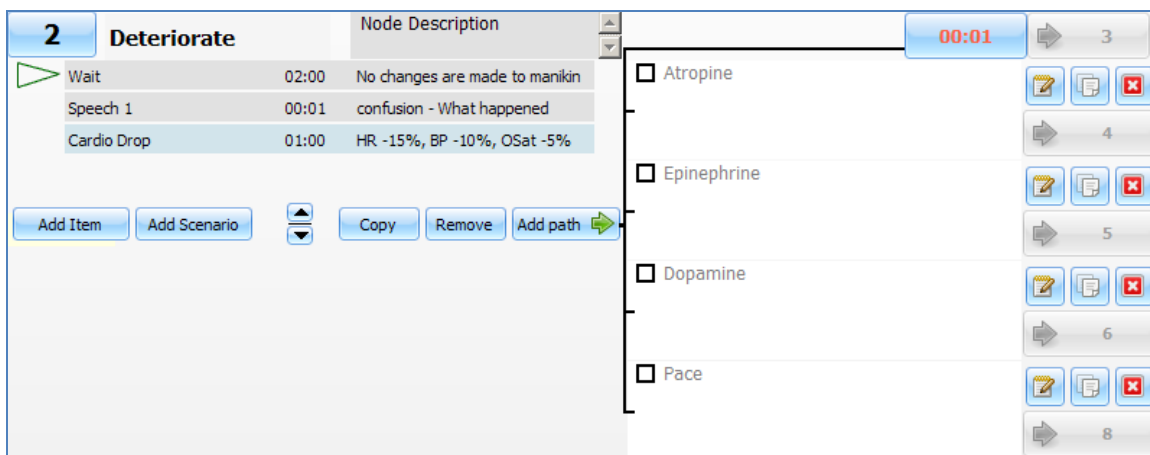 2 Deteriorate Node Description 00:01 3
Wait 02:00 No changes are made to manikin
Speech 1 00:01 confusion - What happened
Cardio Drop 01:00 HR -15%, BP -10%, OSat -5%
Add Item Add Scenario Copy Remove Add path
Atropine
4
Epinephrine
5
Dopamine
6
Pace
8